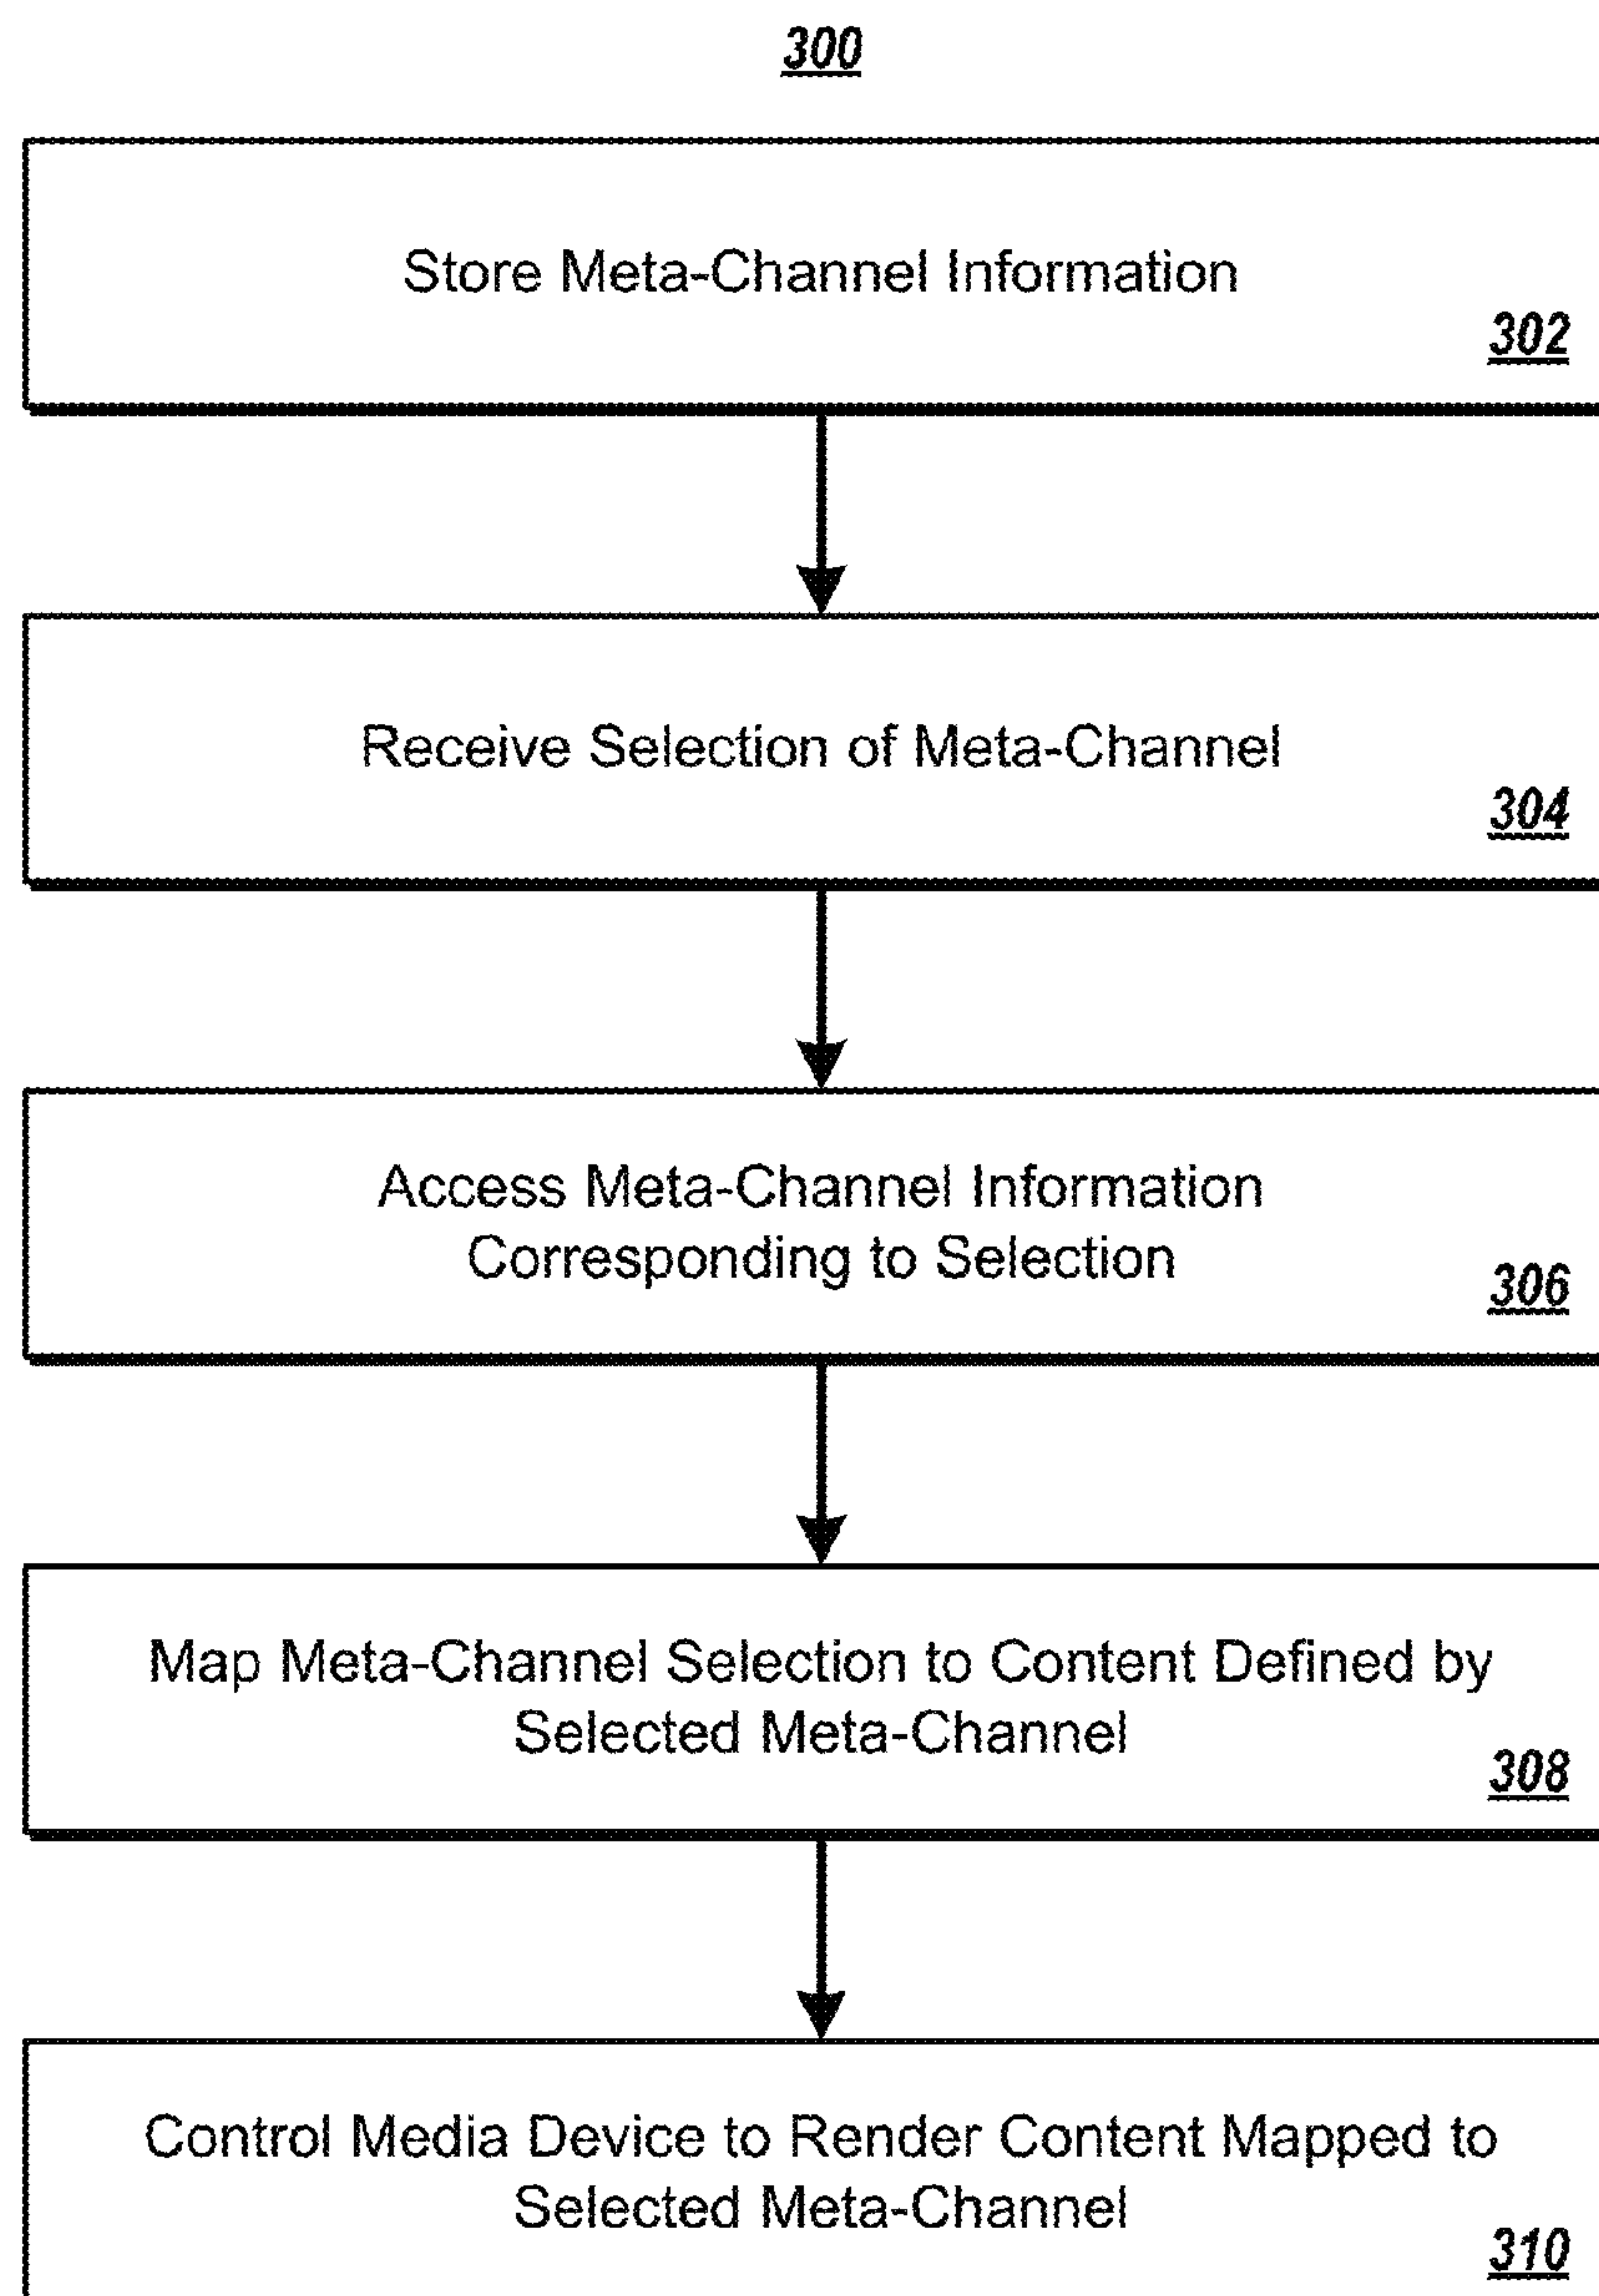 300
Store Meta-Channel Information
302
Receive Selection of Meta-Channel
304
Access Meta-Channel Information
Corresponding to Selection
306
Map Meta-Channel Selection to Content Defined by
Selected Meta-Channel
308
Control Media Device to Render Content Mapped to
Selected Meta-Channel
310